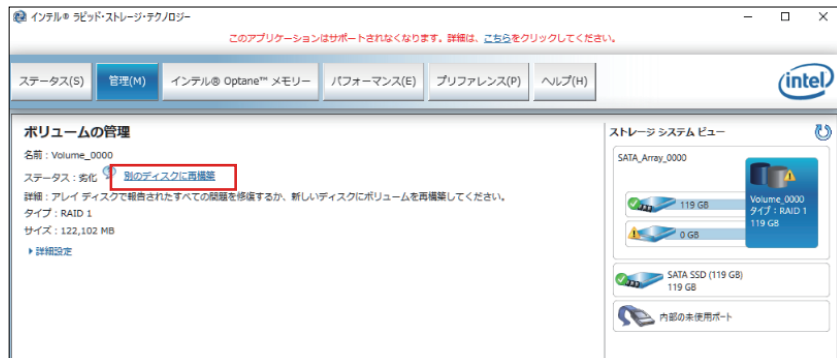 インテル® ラピッド・ストレージ・テクノロジー
このアプリケーションはサポートされなくなります。詳細は、こちらをクリックしてください。
ステータス(S) 管理(M) インテル® Optane™ メモリー パフォーマンス(E) プリファレンス(P) ヘルプ(H)
intel
ボリュームの管理
名前 : Volume_0000
ステータス : 劣化 別のディスクに再構築
詳細 : アレイ ディスクで報告されたすべての問題を修復するか、新しいディスクにボリュームを再構築してください。
タイプ : RAID 1
サイズ : 122,102 MB
詳細設定
ストレージ システム ビュー
SATA_Array_0000
119 GB
0 GB
Volume_0000
タイプ : RAID 1
119 GB
SATA SSD (119 GB)
119 GB
内部の未使用ポート